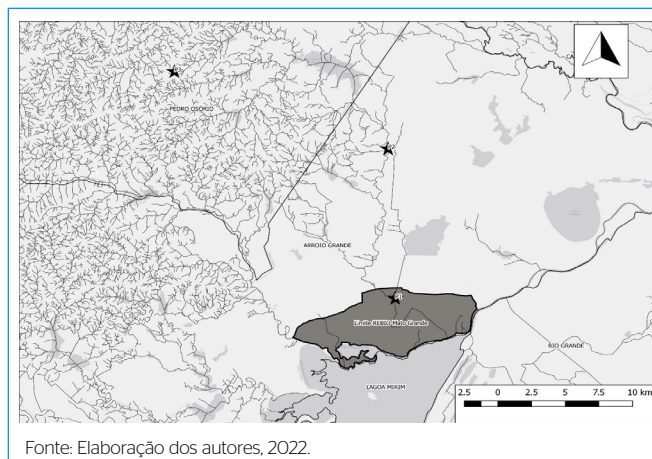 PEDRO OSÓRIO
ARROIO GRANDE
P1
Limite REBIO Mato Grande
RIO GRANDE
LAGOA MIRIM
2.5 0 2.5 5 7.5 10 km
Fonte: Elaboração dos autores, 2022.